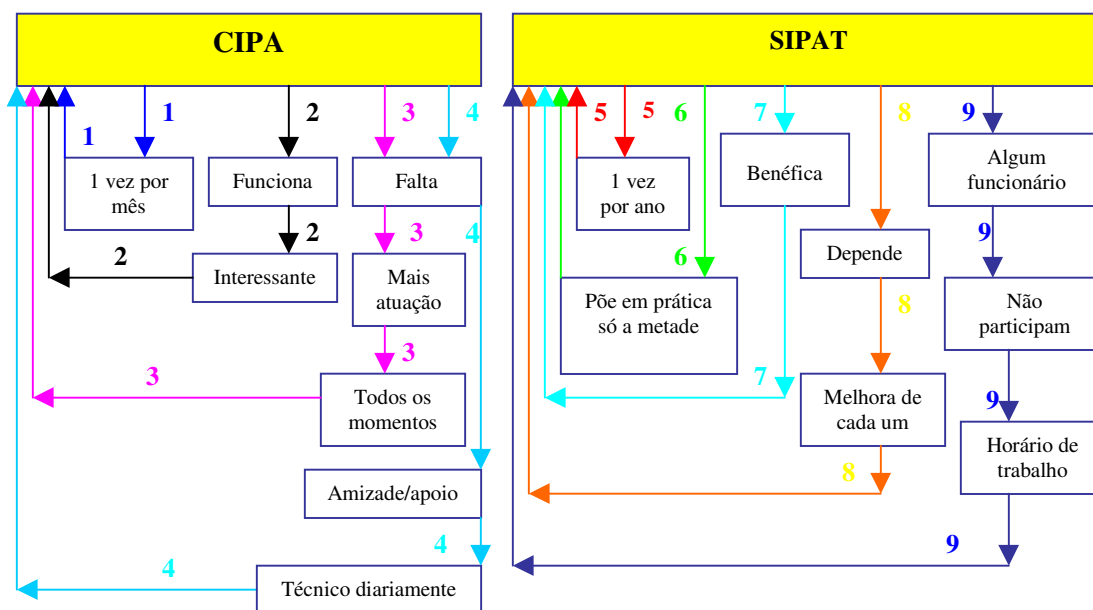 CIPA
SIPAT
1
2
3
4
5
5
6
7
8
9
1
1 vez por
mês
Funciona
Falta
1 vez
por ano
Benéfica
Algum
funcionário
2
3
4
9
2
Interessante
Mais
atuação
6
Põe em prática
só a metade
Depende
8
Não
participam
3
3
Todos os
momentos
7
Melhora de
cada um
9
Horário de
trabalho
Amizade/apoio
8
4
9
4
Técnico diariamente